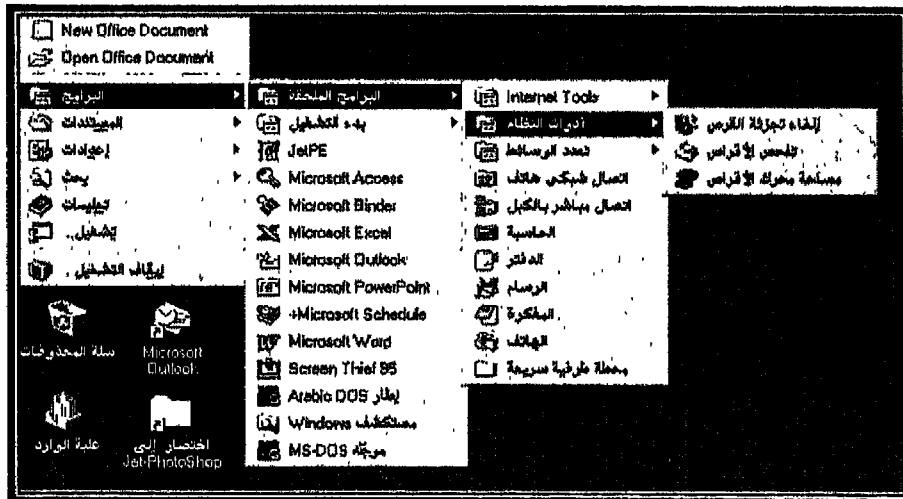 New Office Document
Open Office Document
البرامج
المستندات
إعدادات
بحث
تعليمات
تشغيل..
إيقاف التشغيل .
البرامج الملحقة
بدء التشغيل
JetPE
Microsoft Access
Microsoft Binder
Microsoft Excel
Microsoft Outlook
Microsoft PowerPoint
+Microsoft Schedule
Microsoft Word
Screen Thief 95
إطار Arabic DOS
مستكشف Windows
موجّه MS-DOS
Internet Tools
أدوات النظام
تعدد الوسائط
اتصال شبكي هاتف
اتصال مباشر بالكبل
الحاسبة
الدفتر
الرسام
المفكرة
الهاتف
محطة طرفية سريعة
إلغاء تجزئة القرص
تفحص الأقراص
مضاعفة محرك الأقراص
سلة المحذوفات
Microsoft Outlook
علبة الوارد
اختصار إلى Jet-PhotoShop